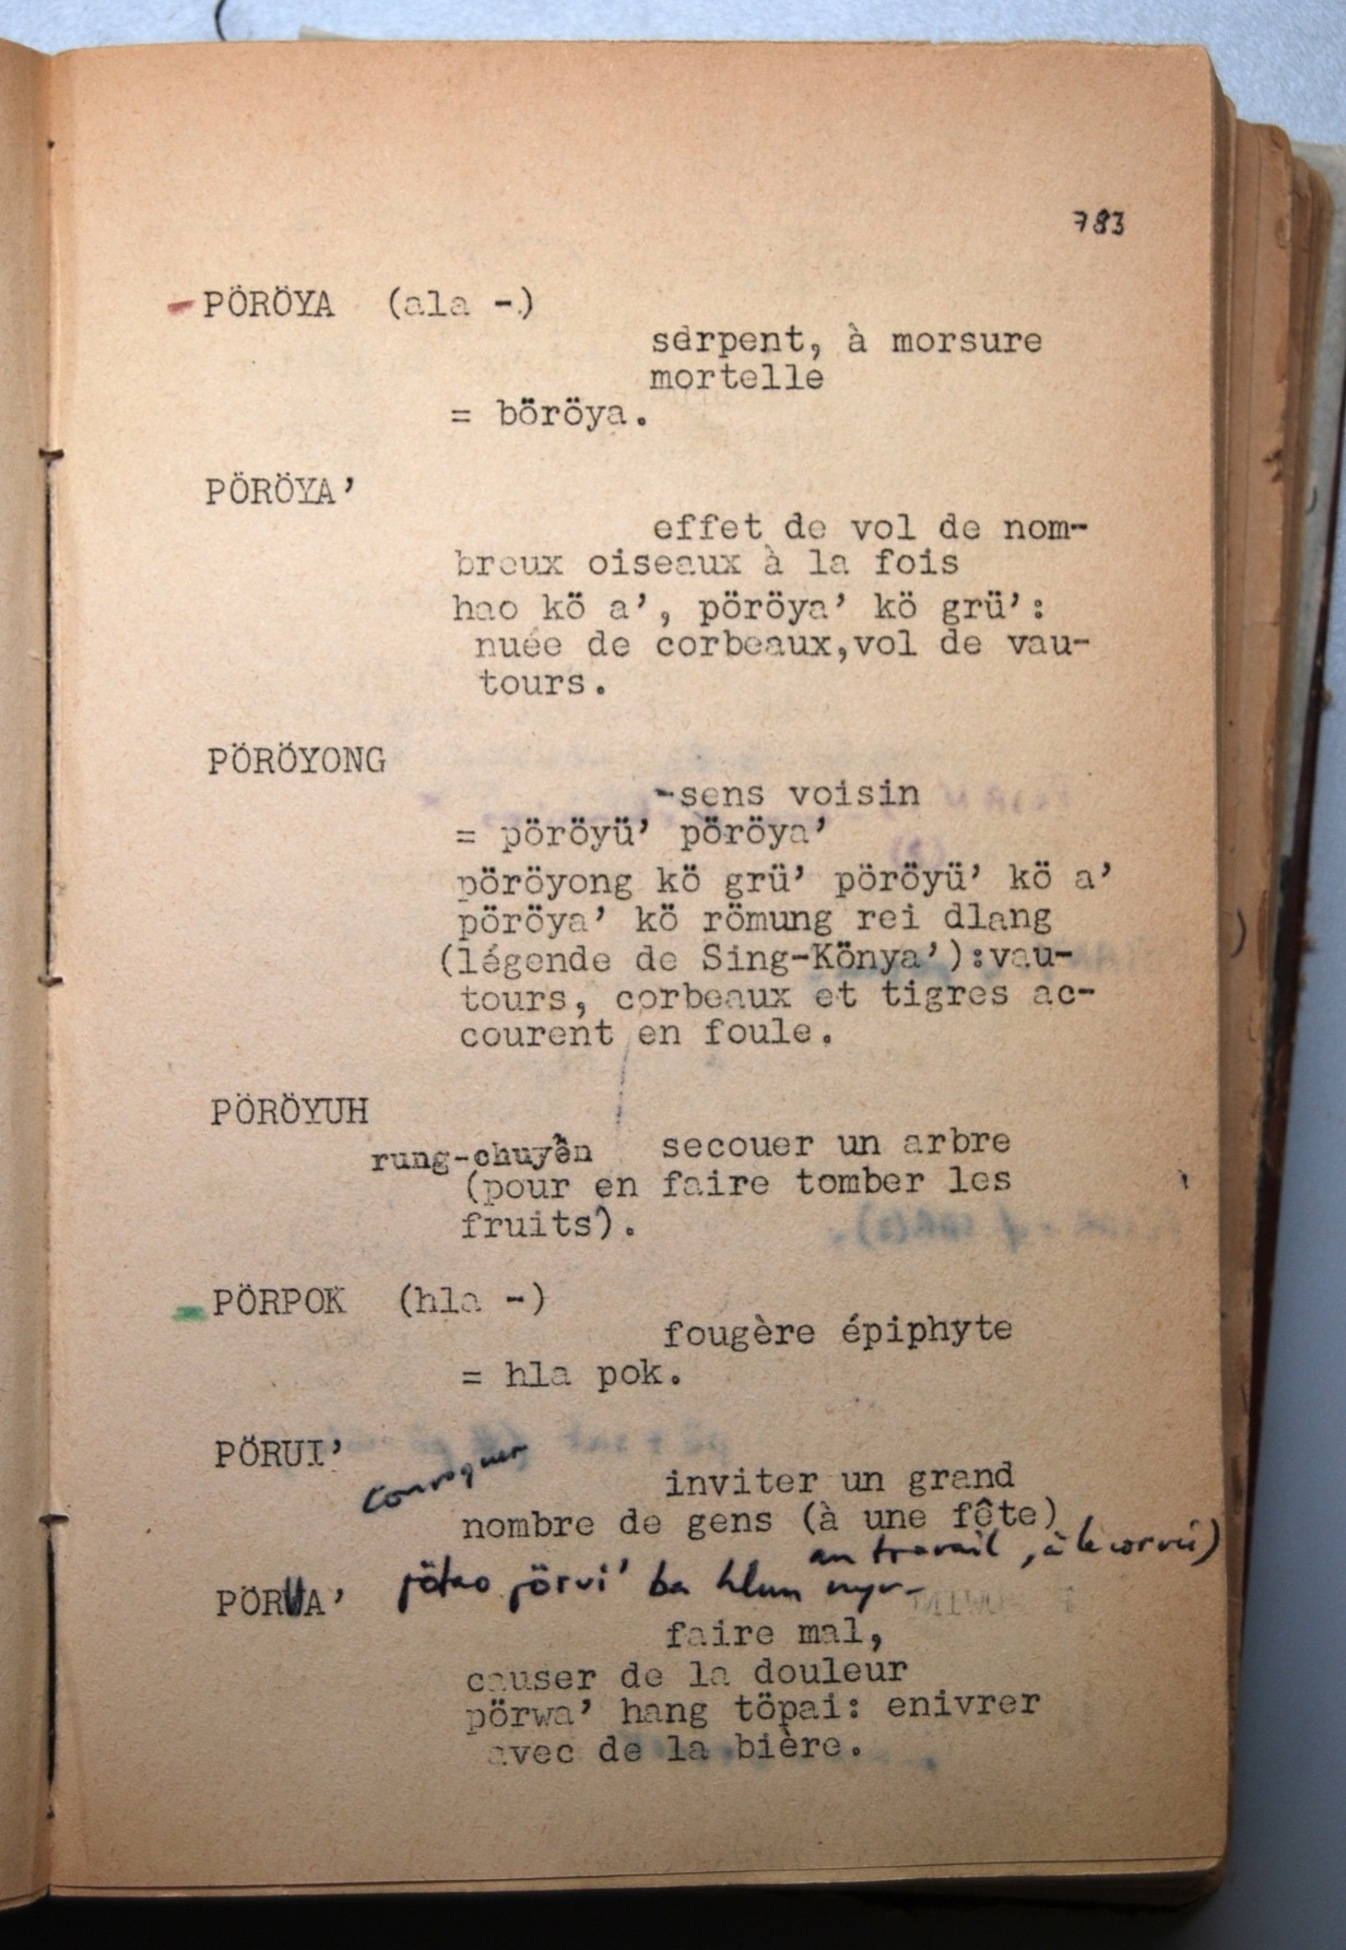 783
PÖRÖYA (ala -)
serpent, à morsure
mortelle
= böröya.
PÖRÖYA’
effet de vol de nom-
breux oiseaux à la fois
hao kö a’, pöröya’ kö grü’:
nuée de corbeaux,vol de vau-
tours.
PÖRÖYONG
-sens voisin
= pöröyü’ pöröya’
pöröyong kö grü’ pöröyü’ kö a’
pöröya’ kö römung rei dlang
(légende de Sing-Könya’):vau-
tours, corbeaux et tigres ac-
courent en foule.
PÖRÖYUH
rung-chuyền secouer un arbre
(pour en faire tomber les
fruits).
PÖRPOK (hla -)
fougère épiphyte
= hla pok.
PÖRUI’
convoquer
inviter un grand
nombre de gens (à une fête)
au travail, à la corvée)
ba hlun
PÖRWA’
faire mal,
causer de la douleur
pörwa’ hang töpai: enivrer
avec de la bière.